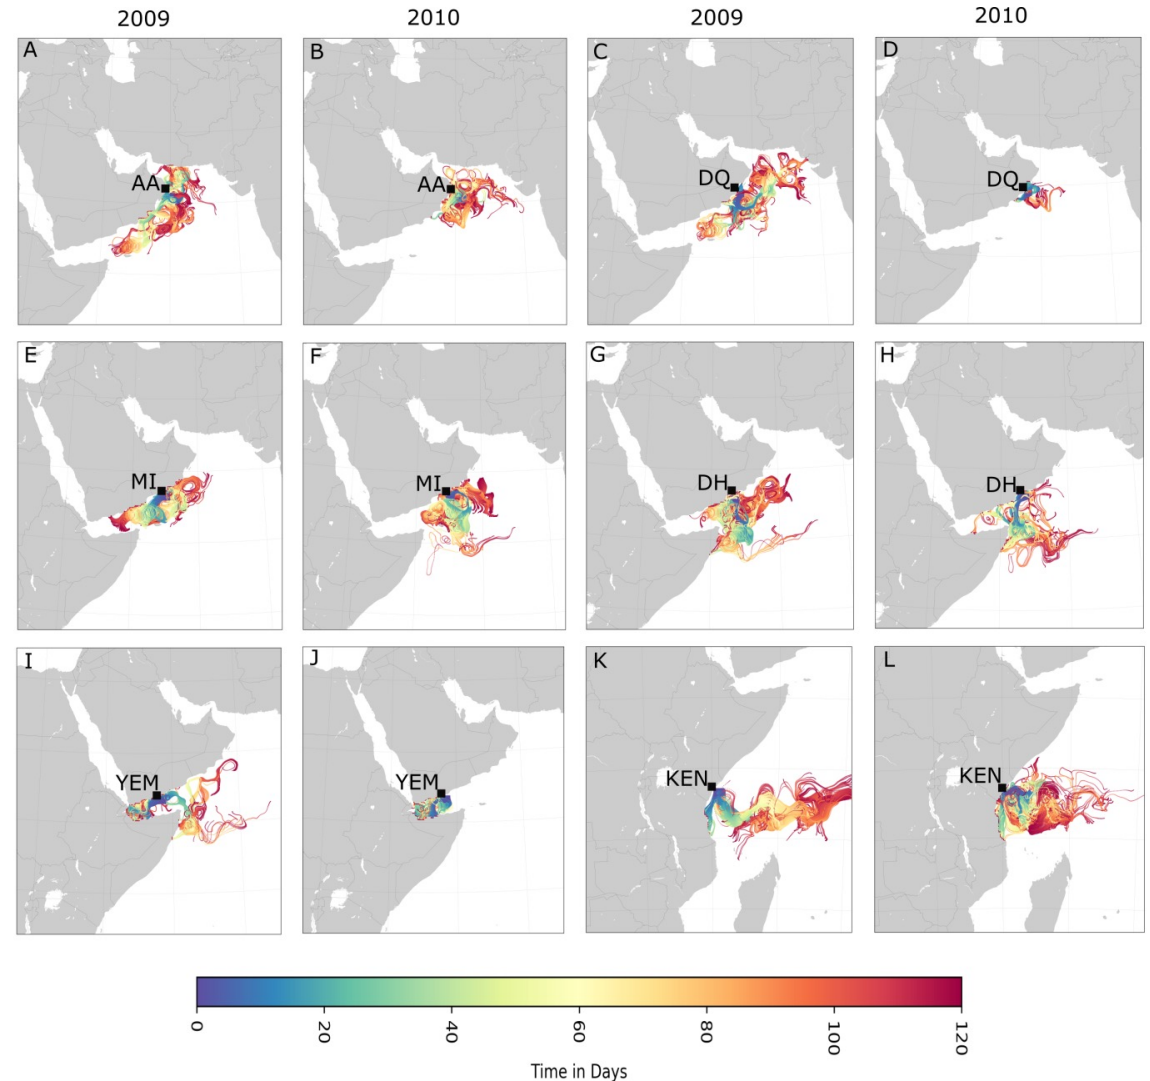 2009 2010 2009 2010
A B C D
AA AA DQ DQ
E F G H
MI MI DH DH
I J K L
YEM YEM KEN KEN
0 20 40 60 80 100 120
Time in Days